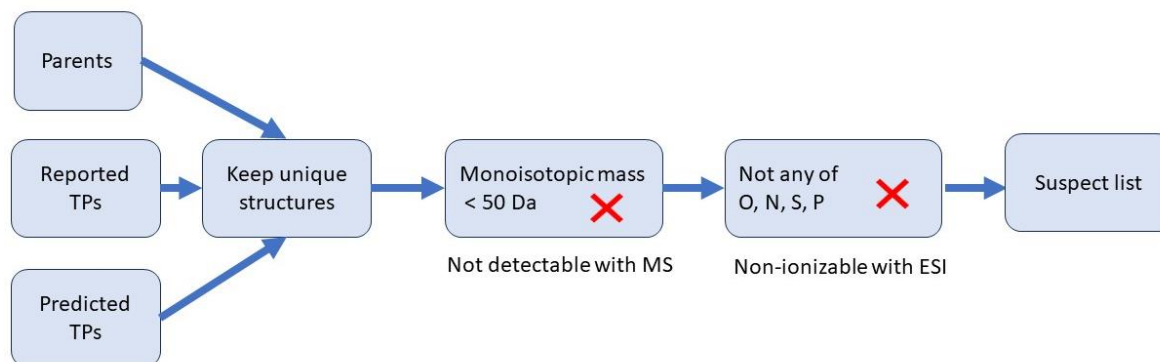 Parents
Reported
TPs
Predicted
TPs
Keep unique
structures
Monoisotopic mass
< 50 Da
Not detectable with MS
Not any of
O, N, S, P
Non-ionizable with ESI
Suspect list